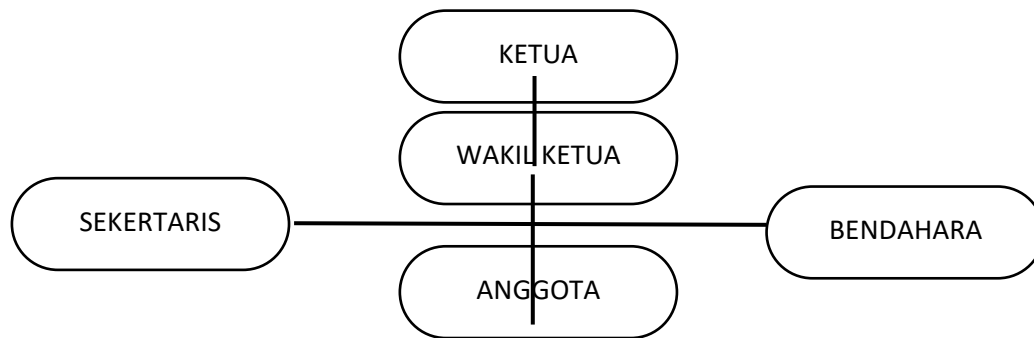 KETUA
WAKIL KETUA
SEKERTARIS
BENDAHARA
ANGGOTA